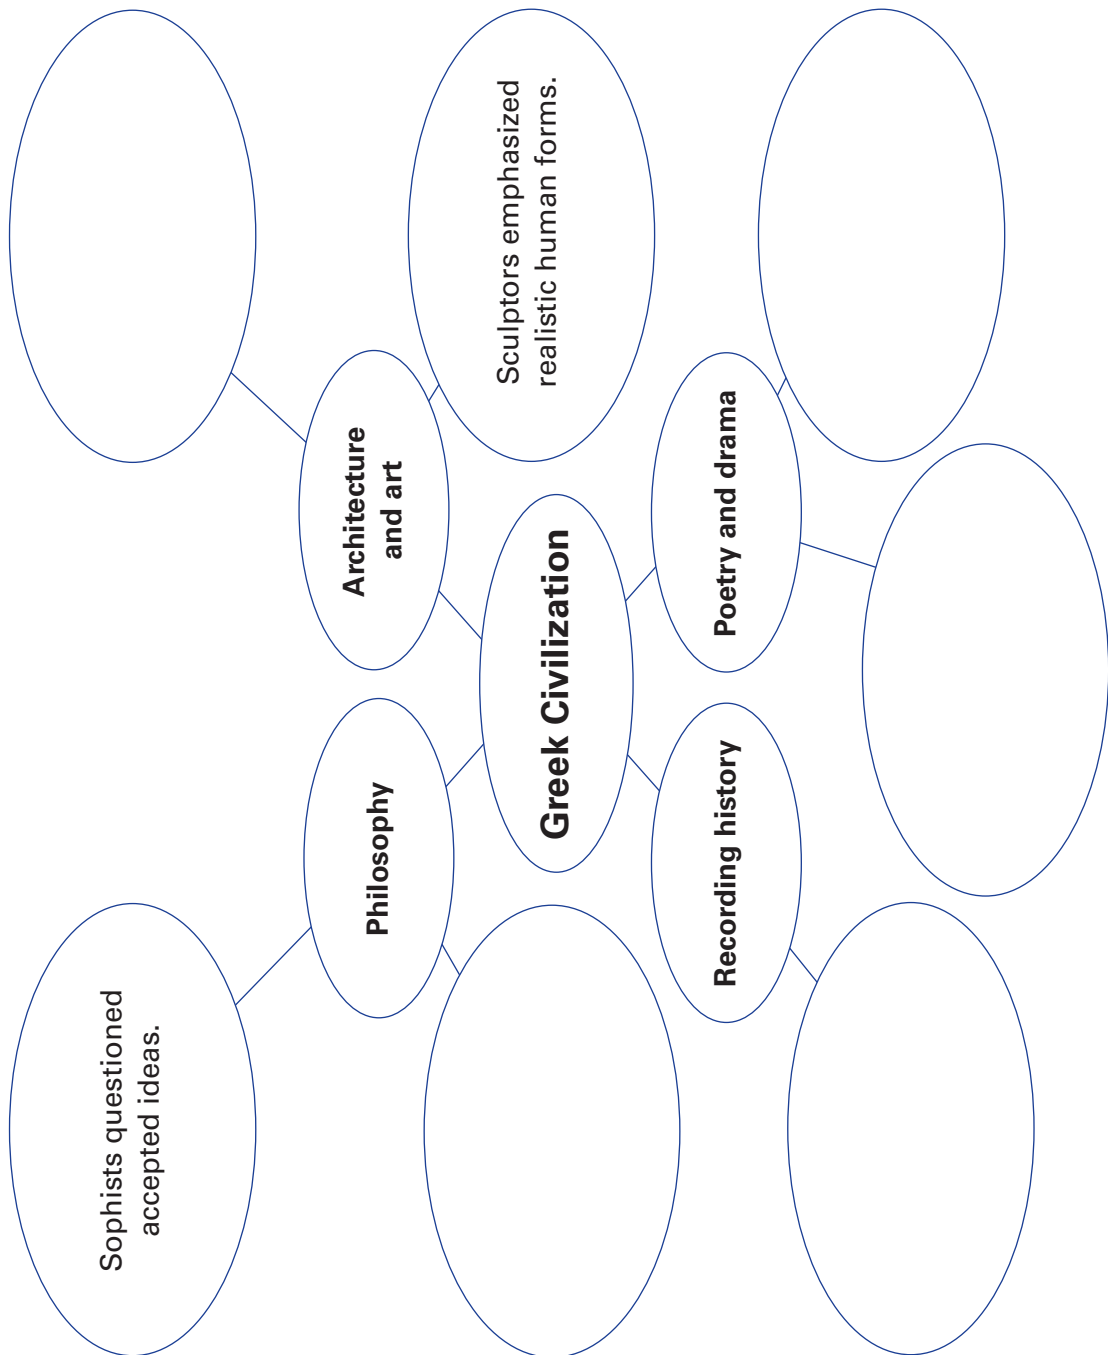 Sophists questioned
accepted ideas.
Philosophy
Architecture
and art
Sculptors emphasized
realistic human forms.
Greek Civilization
Recording history
Poetry and drama